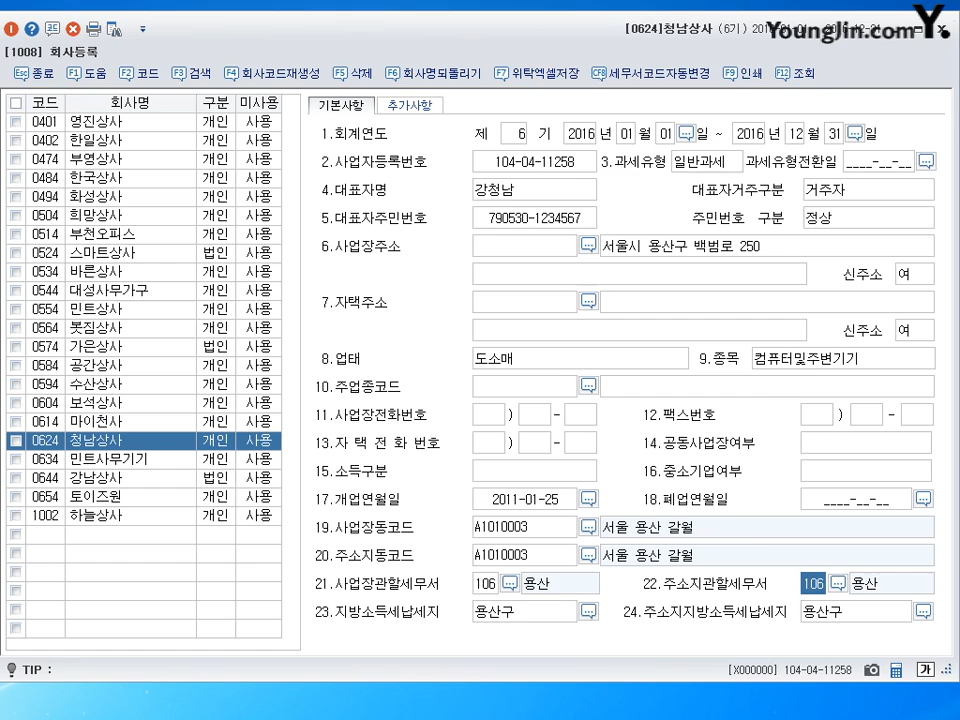 [0624]청남상사 (6기)
YoungJin.com Y.
[1008] 회사등록
Esc 종료 F1 도움 F2 코드 F3 검색 F4 회사코드재생성 F5 삭제 F6 회사명되돌리기 F7 위탁엑셀저장 CF8 세무서코드자동변경 F9 인쇄 F12 조회
코드 회사명 구분 미사용
0401 영진상사 개인 사용
0402 한일상사 개인 사용
0474 부영상사 개인 사용
0484 한국상사 개인 사용
0494 화성상사 개인 사용
0504 희망상사 개인 사용
0514 부천오피스 개인 사용
0524 스마트상사 법인 사용
0534 바른상사 개인 사용
0544 대성사무가구 개인 사용
0554 민트상사 개인 사용
0564 봇짐상사 개인 사용
0574 가은상사 법인 사용
0584 공간상사 개인 사용
0594 수산상사 개인 사용
0604 보석상사 개인 사용
0614 마이천사 개인 사용
0624 청남상사 개인 사용
0634 민트사무기기 개인 사용
0644 강남상사 법인 사용
0654 토이즈원 개인 사용
1002 하늘상사 개인 사용
기본사항 추가사항
1.회계연도 제 6 기 2016 년 01 월 01 일 ~ 2016 년 12 월 31 일
2.사업자등록번호 104-04-11258 3.과세유형 일반과세 과세유형전환일 ____-__-__
4.대표자명 강청남 대표자거주구분 거주자
5.대표자주민번호 790530-1234567 주민번호 구분 정상
6.사업장주소 서울시 용산구 백범로 250
신주소 여
7.자택주소
신주소 여
8.업태 도소매 9.종목 컴퓨터및주변기기
10.주업종코드
11.사업장전화번호 ) - 12.팩스번호 ) -
13.자 택 전 화 번호 ) - 14.공동사업장여부
15.소득구분 16.중소기업여부
17.개업연월일 2011-01-25 18.폐업연월일 ____-__-__
19.사업장동코드 A1010003 서울 용산 갈월
20.주소지동코드 A1010003 서울 용산 갈월
21.사업장관할세무서 106 용산 22.주소지관할세무서 106 용산
23.지방소득세납세지 용산구 24.주소지지방소득세납세지 용산구
TIP : [X000000] 104-04-11258 가